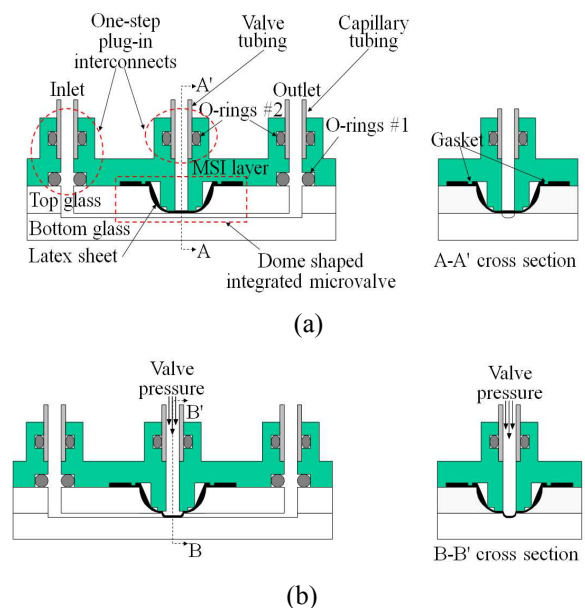 One-step
plug-in
interconnects
Valve
tubing
Capillary
tubing
A'
Inlet
Outlet
O-rings #2
O-rings #1
MSI layer
Top glass
Bottom glass
Latex sheet
A
Dome shaped
integrated microvalve
Gasket
A-A' cross section
(a)
Valve
pressure
B'
B
Valve
pressure
B-B' cross section
(b)